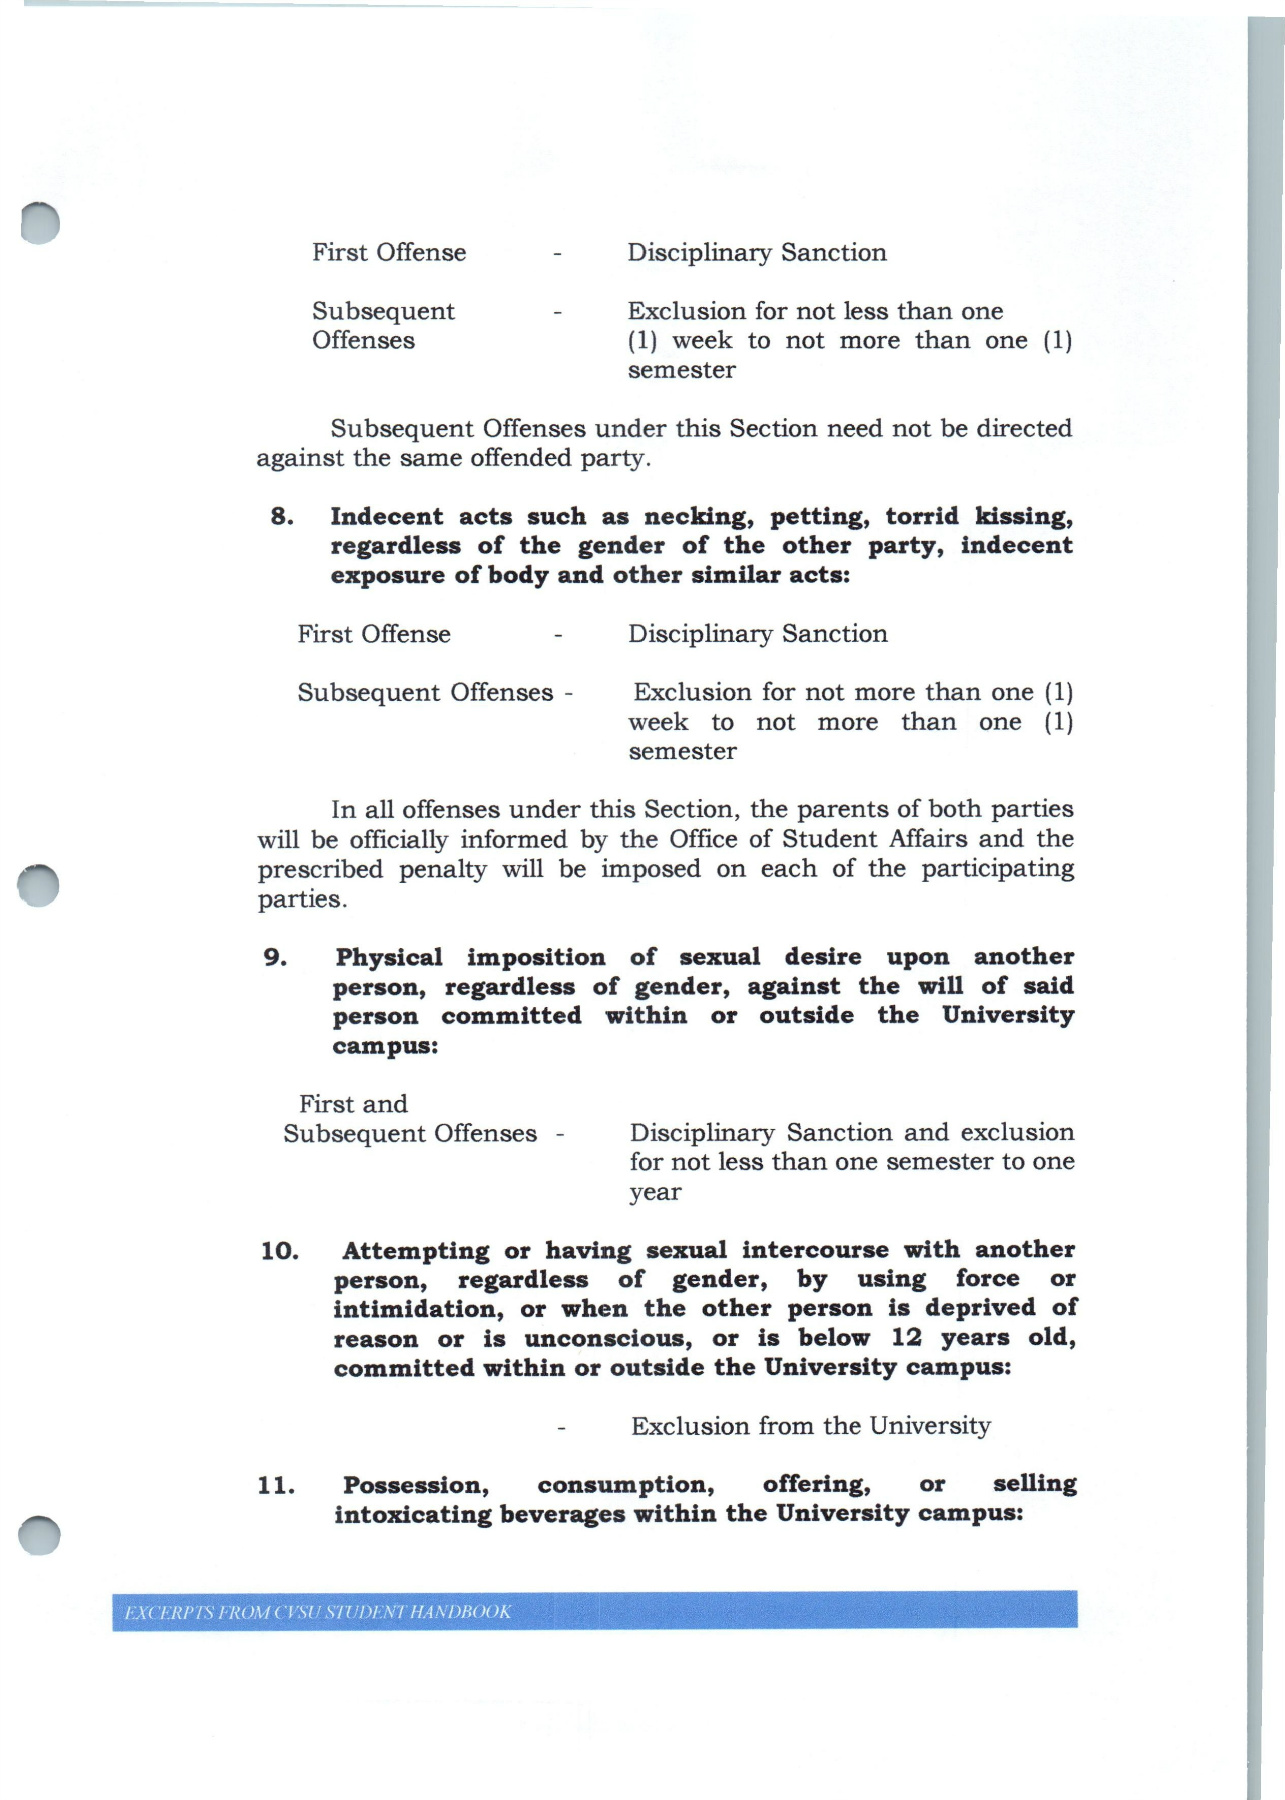 First Offense - Disciplinary Sanction
Subsequent - Exclusion for not less than one
Offenses (1) week to not more than one (1)
semester
Subsequent Offenses under this Section need not be directed
against the same offended party.
8. Indecent acts such as necking, petting, torrid kissing,
regardless of the gender of the other party, indecent
exposure of body and other similar acts:
First Offense - Disciplinary Sanction
Subsequent Offenses - Exclusion for not more than one (1)
week to not more than one (1)
semester
In all offenses under this Section, the parents of both parties
will be officially informed by the Office of Student Affairs and the
prescribed penalty will be imposed on each of the participating
parties.
9. Physical imposition of sexual desire upon another
person, regardless of gender, against the will of said
person committed within or outside the University
campus:
First and
Subsequent Offenses - Disciplinary Sanction and exclusion
for not less than one semester to one
year
10. Attempting or having sexual intercourse with another
person, regardless of gender, by using force or
intimidation, or when the other person is deprived of
reason or is unconscious, or is below 12 years old,
committed within or outside the University campus:
- Exclusion from the University
11. Possession, consumption, offering, or selling
intoxicating beverages within the University campus:
EXCERPTS FROM CVSU STUDENT HANDBOOK